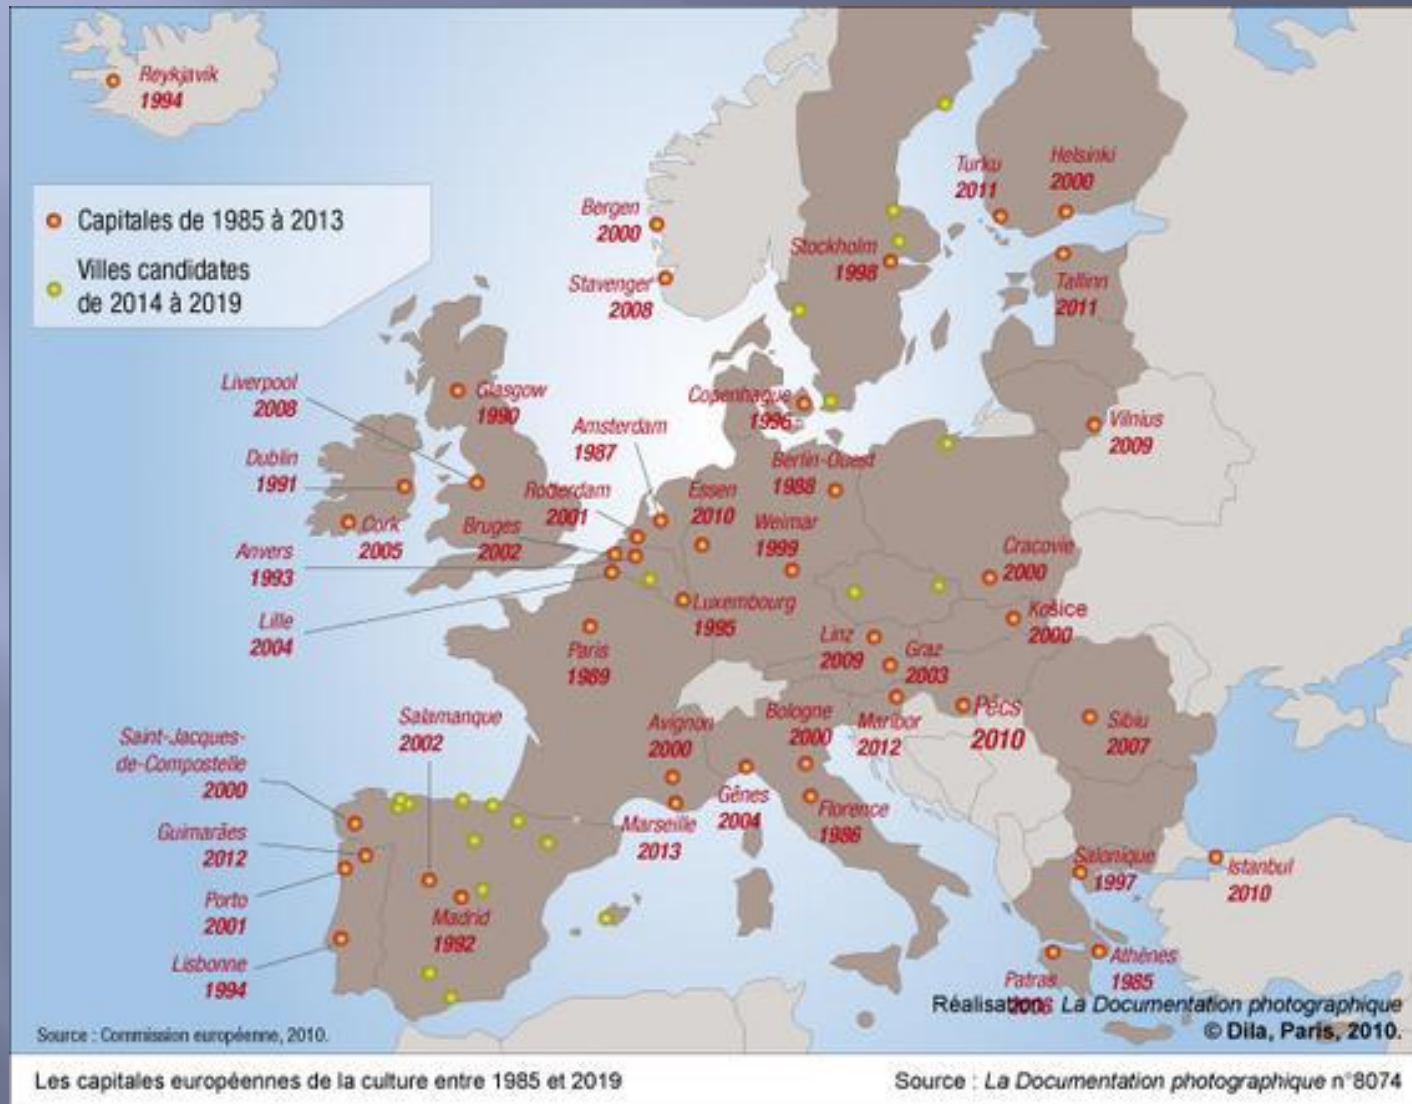 Reykjavik
1994
Capitales de 1985 à 2013
Villes candidates
de 2014 à 2019
Turku
2011
Helsinki
2000
Bergen
2000
Stockholm
1998
Stavenger
2008
Tallinn
2011
Liverpool
2008
Glasgow
1990
Copenhague
1996
Vilnius
2009
Amsterdam
1987
Dublin
1991
Berlin-Ouest
1988
Rotterdam
2001
Essen
2010
Weimar
1999
Cork
2005
Bruges
2002
Anvers
1993
Cracovie
2000
Lille
2004
Luxembourg
1995
Košice
2000
Paris
1989
Linz
2009
Graz
2003
Salamanque
2002
Avignon
2000
Bologne
2000
Maribor
2012
Pécs
2010
Sibiu
2007
Saint-Jacques-
de-Compostelle
2000
Gênes
2004
Florence
1986
Marseille
2013
Guimarães
2012
Salonique
1997
Istanbul
2010
Porto
2001
Madrid
1992
Lisbonne
1994
Athènes
1985
Patras
2006
Réalisation La Documentation photographique
© Dila, Paris, 2010.
Source : Commission européenne, 2010.
Les capitales européennes de la culture entre 1985 et 2019
Source : La Documentation photographique n°8074